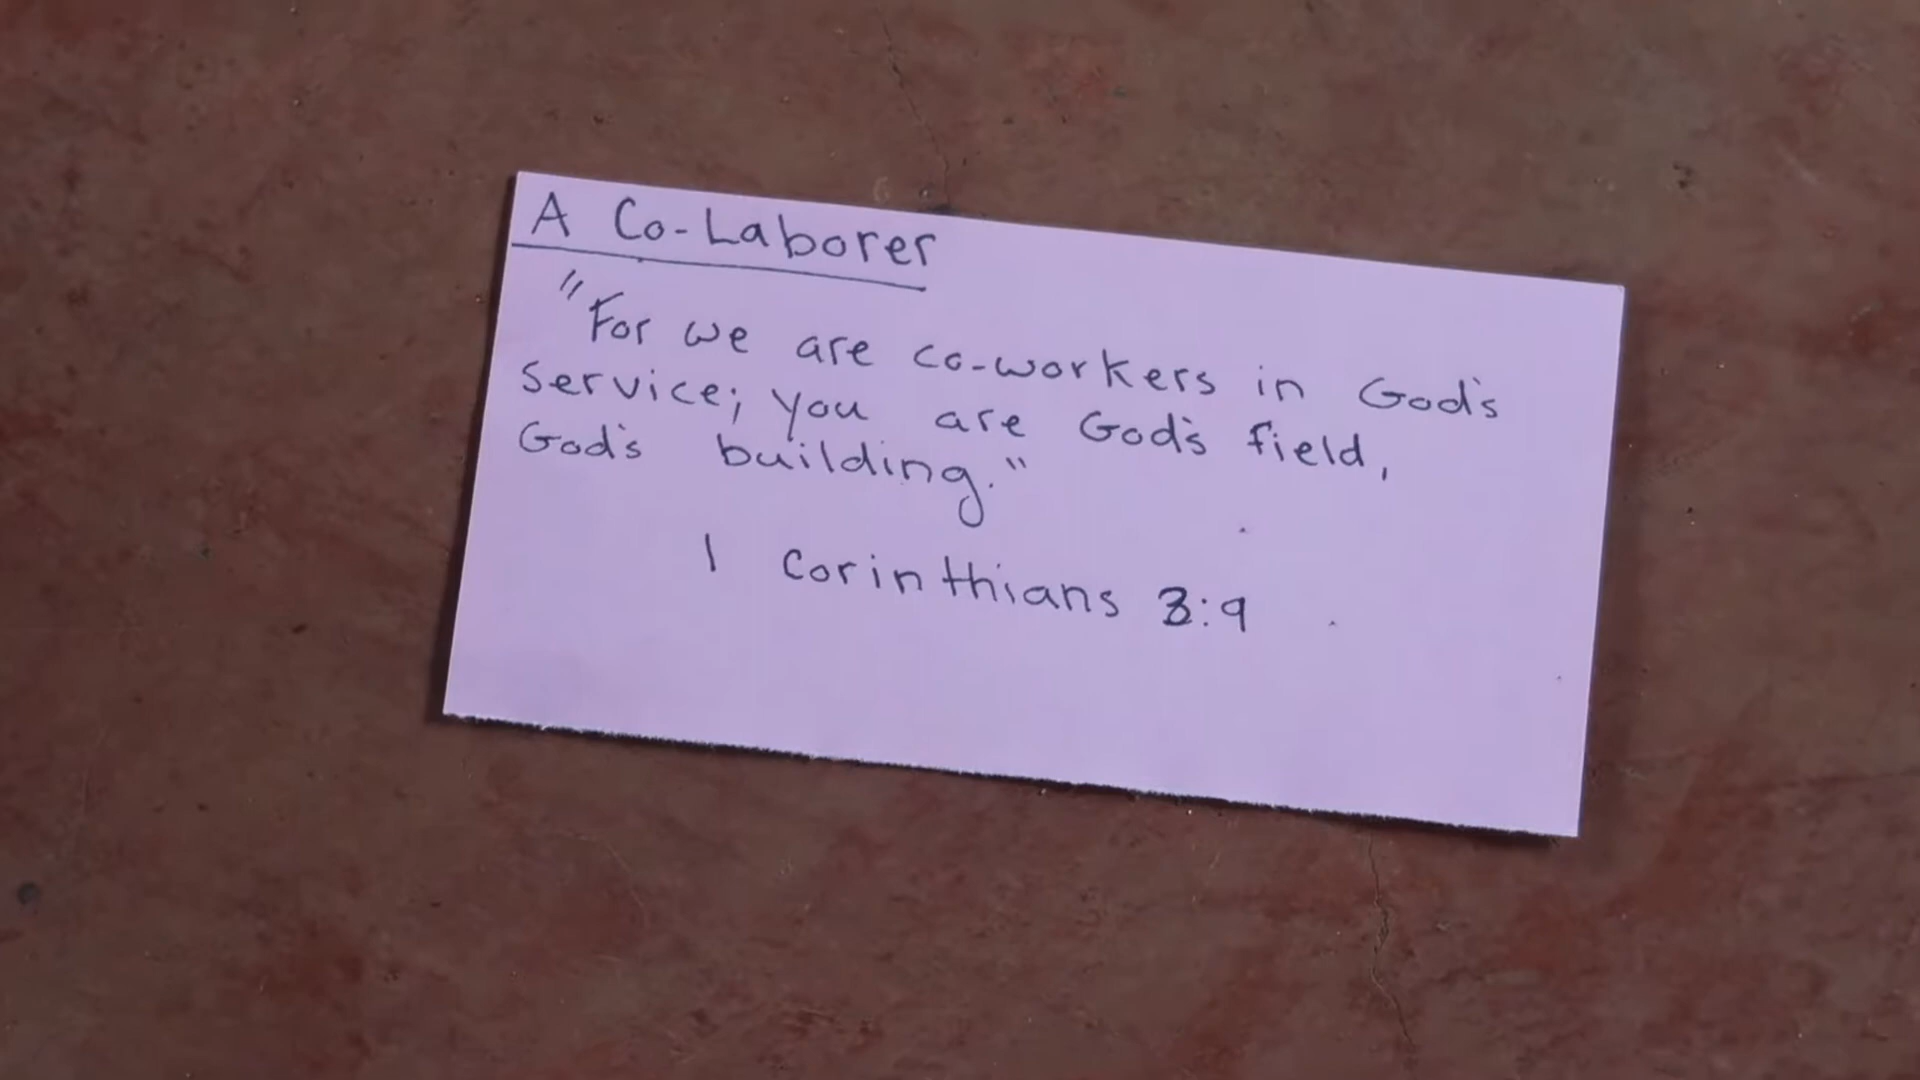 A Co-Laborer
"For we are co-workers in God's
service; you are God's field,
God's building."
1 Corinthians 3:9